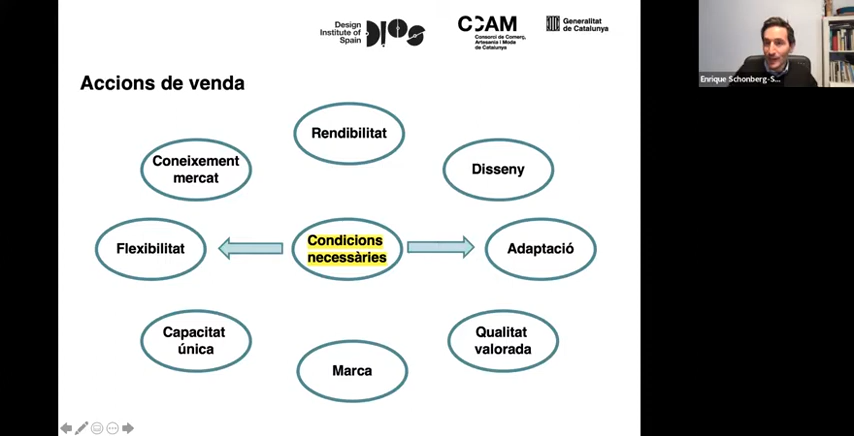 Design
Institute of
Spain
DIOS
CCAM
Consorci de Comerç,
Artesania i Moda
de Catalunya
Generalitat
de Catalunya
Enrique Schonberg-S...
Accions de venda
Rendibilitat
Coneixement
mercat
Disseny
Flexibilitat
Condicions
necessàries
Adaptació
Capacitat
única
Qualitat
valorada
Marca